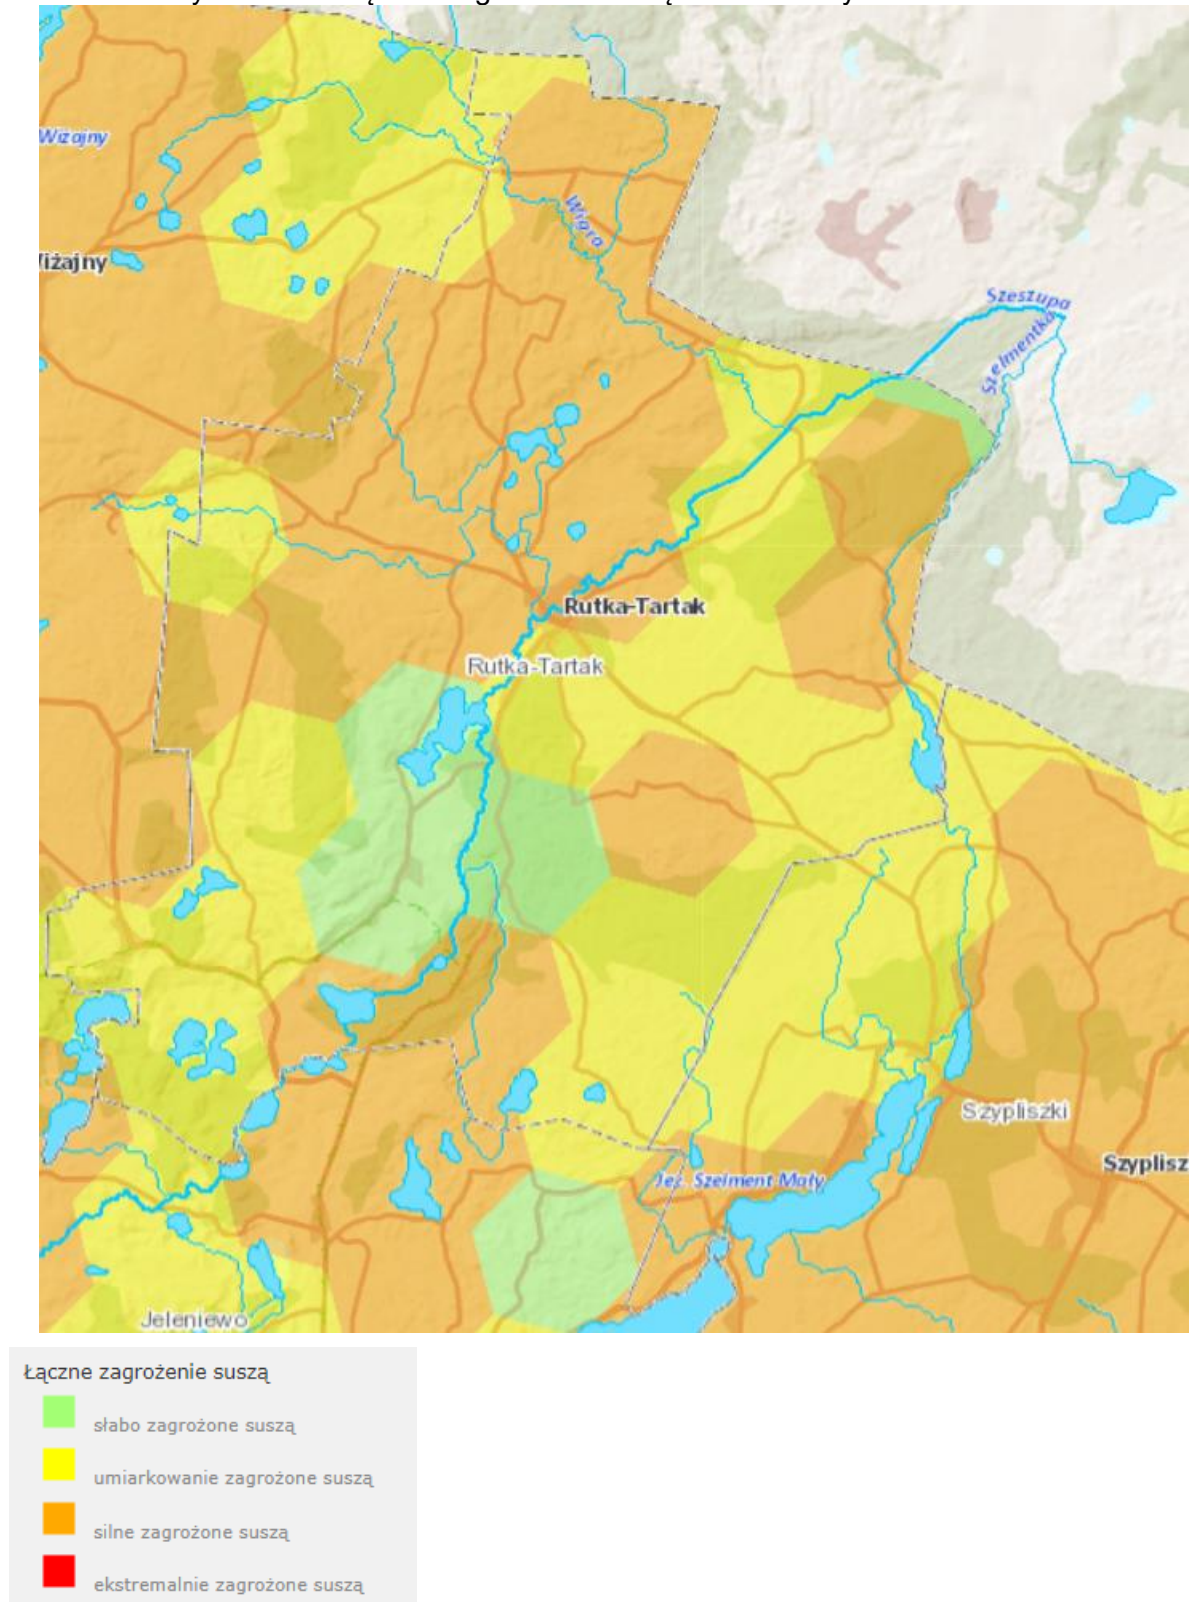 Wiżajny
Wigra
Viżajny
Szeszupa
Szelmentka
Rutka-Tartak
Rutka-Tartak
Szypliszki
Szyplisz
Jez. Szelment Mały
Jeleniewo
Łączne zagrożenie suszą
słabo zagrożone suszą
umiarkowanie zagrożone suszą
silne zagrożone suszą
ekstremalnie zagrożone suszą